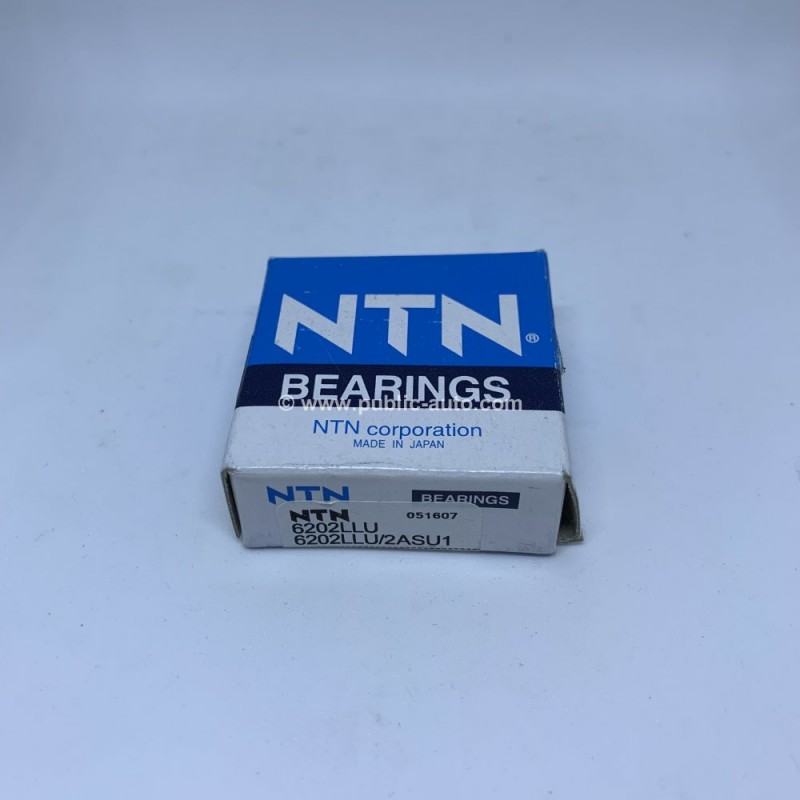 NTN®
BEARINGS
© www.public-auto.com
NTN corporation
MADE IN JAPAN
NTN BEARINGS
NTN 051607
6202LLU
6202LLU/2ASU1